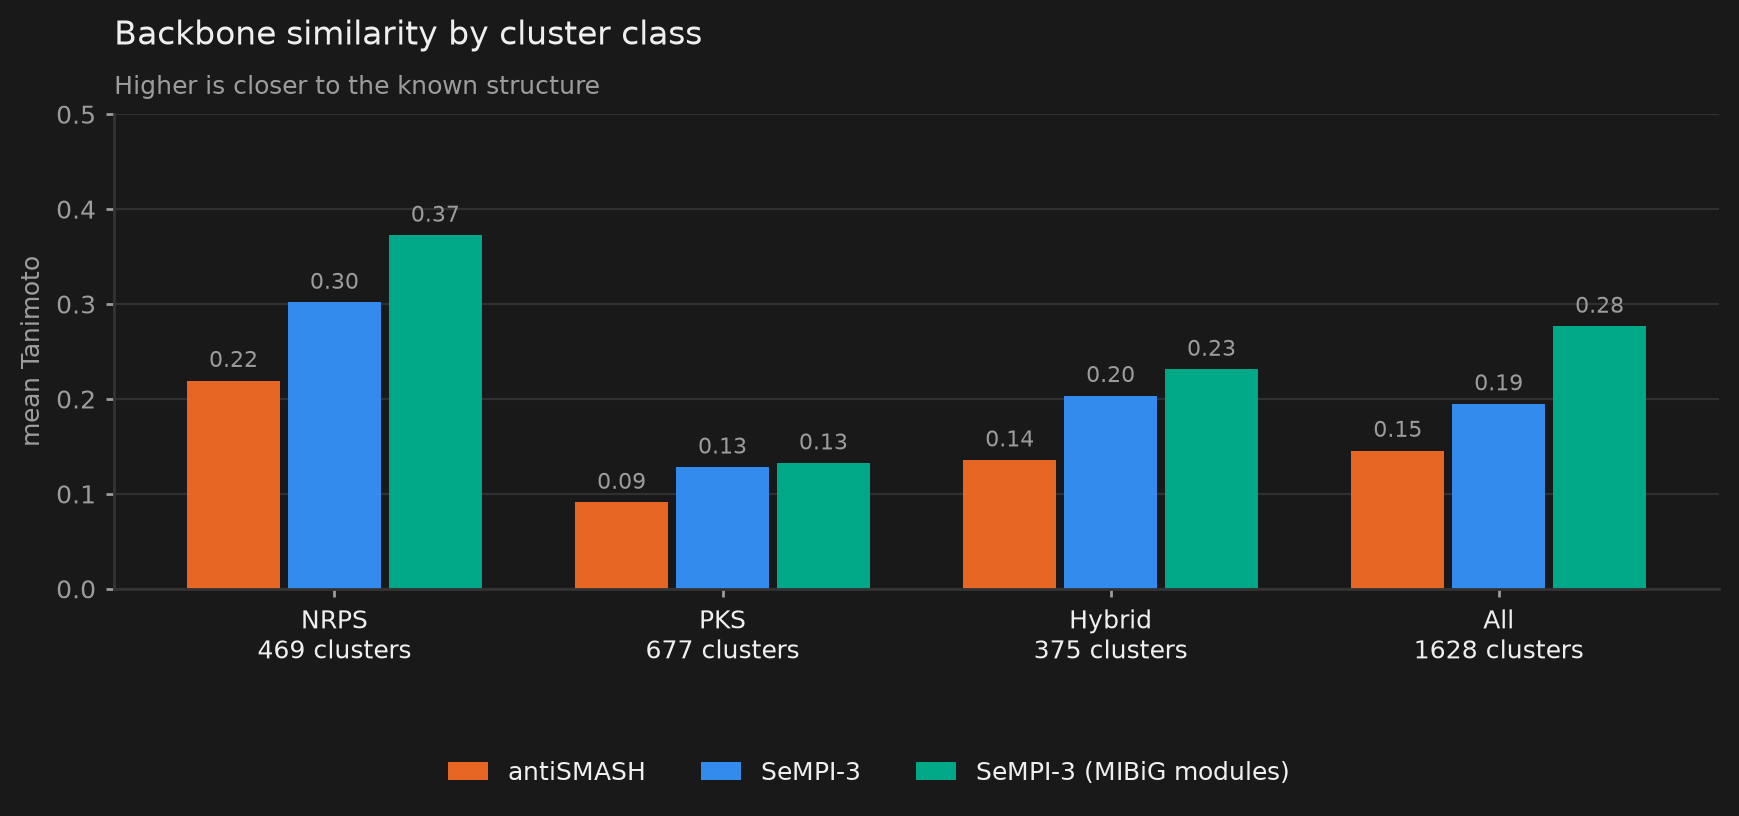 Backbone similarity by cluster class
Higher is closer to the known structure
mean Tanimoto
0.5
0.4
0.3
0.2
0.1
0.0
0.22
0.30
0.37
0.09
0.13
0.13
0.14
0.20
0.23
0.15
0.19
0.28
NRPS
469 clusters
PKS
677 clusters
Hybrid
375 clusters
All
1628 clusters
antiSMASH
SeMPI-3
SeMPI-3 (MIBiG modules)